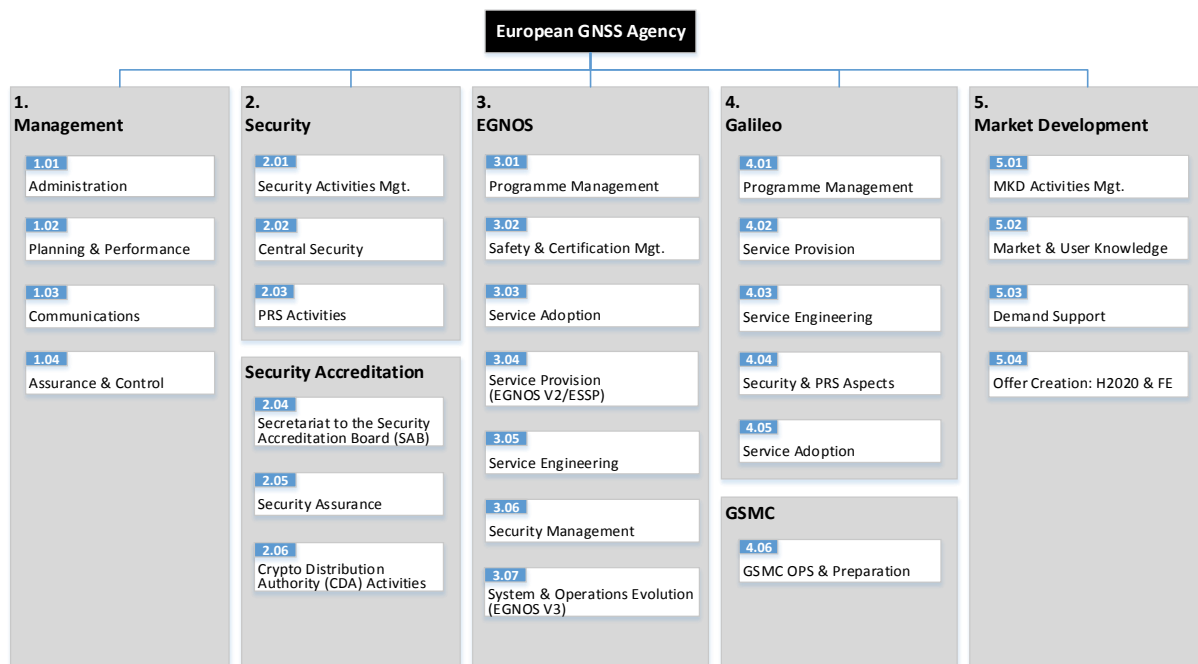 European GNSS Agency
1.
Management
1.01
Administration
1.02
Planning & Performance
1.03
Communications
1.04
Assurance & Control
2.
Security
2.01
Security Activities Mgt.
2.02
Central Security
2.03
PRS Activities
Security Accreditation
2.04
Secretariat to the Security
Accreditation Board (SAB)
2.05
Security Assurance
2.06
Crypto Distribution
Authority (CDA) Activities
3.
EGNOS
3.01
Programme Management
3.02
Safety & Certification Mgt.
3.03
Service Adoption
3.04
Service Provision
(EGNOS V2/ESSP)
3.05
Service Engineering
3.06
Security Management
3.07
System & Operations Evolution
(EGNOS V3)
4.
Galileo
4.01
Programme Management
4.02
Service Provision
4.03
Service Engineering
4.04
Security & PRS Aspects
4.05
Service Adoption
GSMC
4.06
GSMC OPS & Preparation
5.
Market Development
5.01
MKD Activities Mgt.
5.02
Market & User Knowledge
5.03
Demand Support
5.04
Offer Creation: H2020 & FE